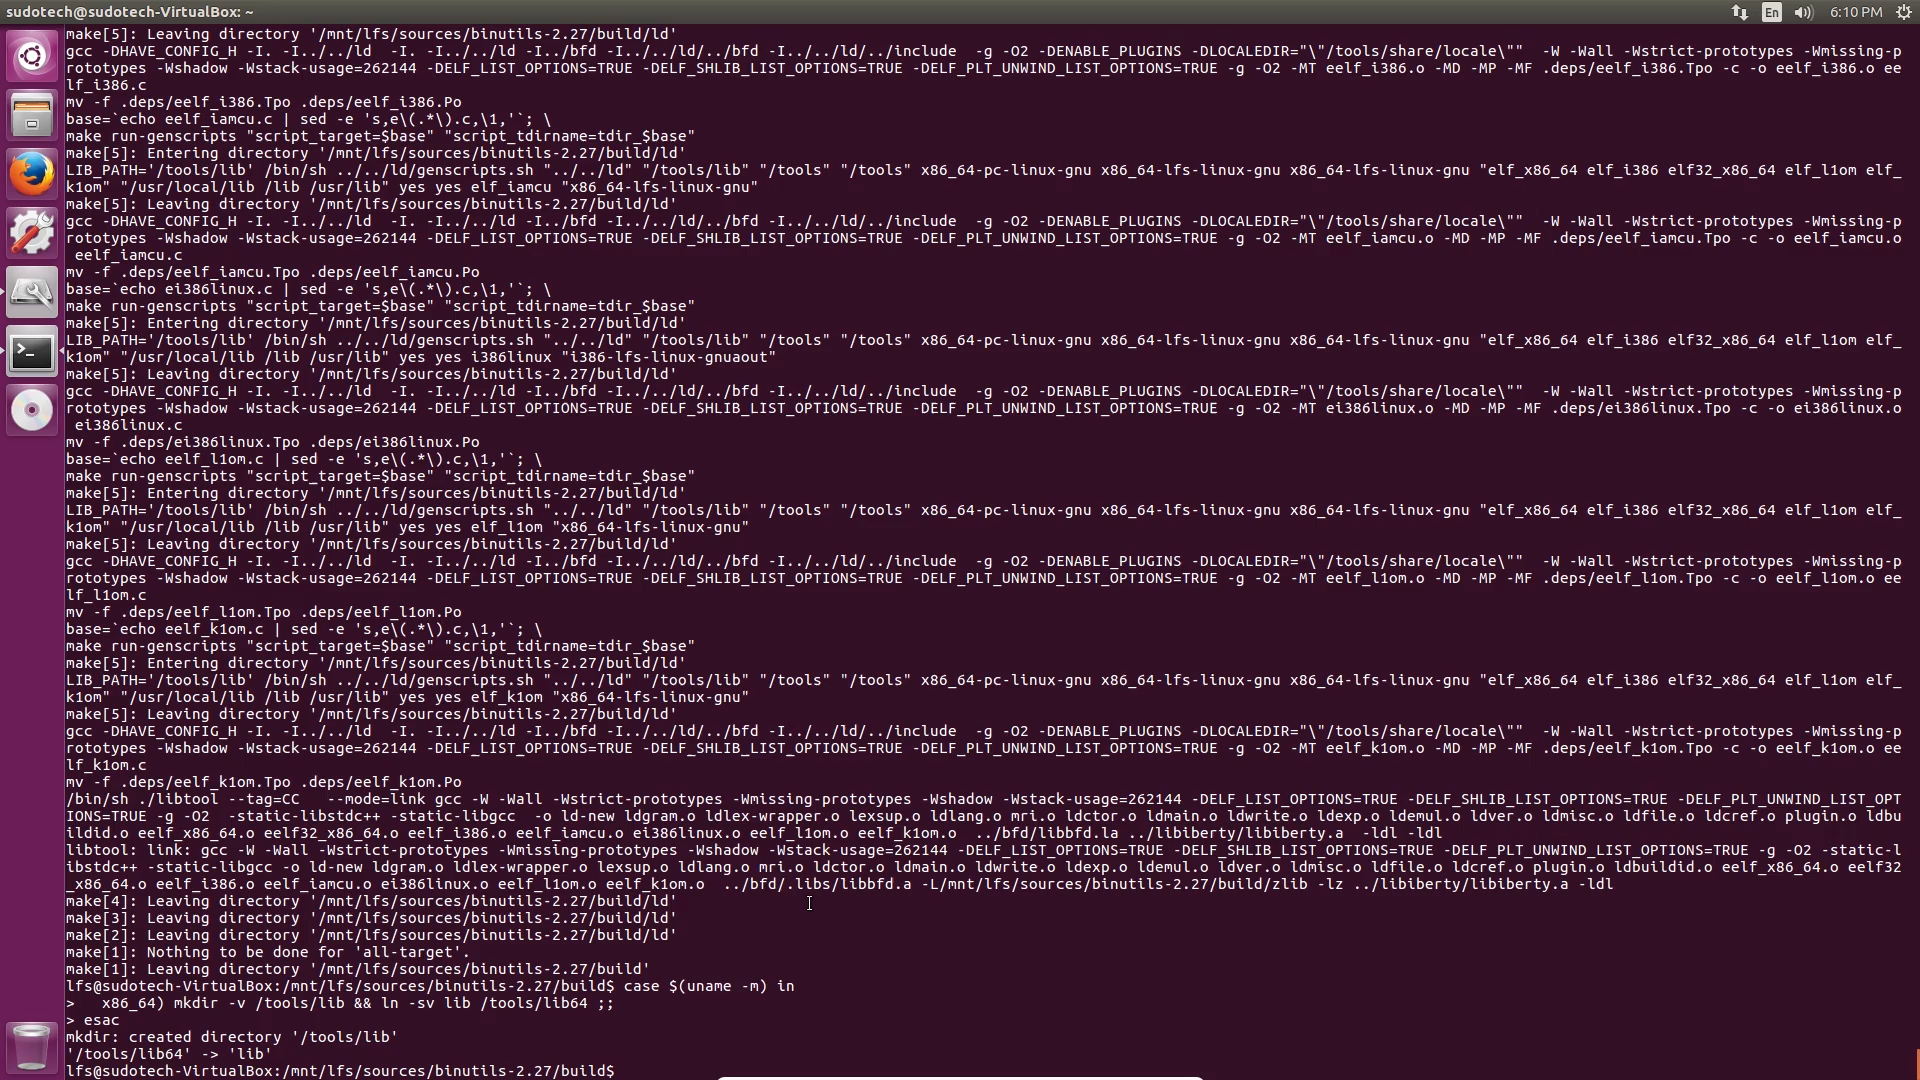 sudotech@sudotech-VirtualBox: ~
En
6:10 PM
make[5]: Leaving directory '/mnt/lfs/sources/binutils-2.27/build/ld'
gcc -DHAVE_CONFIG_H -I. -I../../ld  -I. -I../../ld -I../bfd -I../../ld/../bfd -I../../ld/../include  -g -O2 -DENABLE_PLUGINS -DLOCALEDIR="\"/tools/share/locale\""  -W -Wall -Wstrict-prototypes -Wmissing-p
rototypes -Wshadow -Wstack-usage=262144 -DELF_LIST_OPTIONS=TRUE -DELF_SHLIB_LIST_OPTIONS=TRUE -DELF_PLT_UNWIND_LIST_OPTIONS=TRUE -g -O2 -MT eelf_i386.o -MD -MP -MF .deps/eelf_i386.Tpo -c -o eelf_i386.o ee
lf_i386.c
mv -f .deps/eelf_i386.Tpo .deps/eelf_i386.Po
base=`echo eelf_iamcu.c | sed -e 's,e\(.*\).c,\1,'`; \
make run-genscripts "script_target=$base" "script_tdirname=tdir_$base"
make[5]: Entering directory '/mnt/lfs/sources/binutils-2.27/build/ld'
LIB_PATH='/tools/lib' /bin/sh ../../ld/genscripts.sh "../../ld" "/tools/lib" "/tools" "/tools" x86_64-pc-linux-gnu x86_64-lfs-linux-gnu x86_64-lfs-linux-gnu "elf_x86_64 elf_i386 elf32_x86_64 elf_l1om elf_
k1om" "/usr/local/lib /lib /usr/lib" yes yes elf_iamcu "x86_64-lfs-linux-gnu"
make[5]: Leaving directory '/mnt/lfs/sources/binutils-2.27/build/ld'
gcc -DHAVE_CONFIG_H -I. -I../../ld  -I. -I../../ld -I../bfd -I../../ld/../bfd -I../../ld/../include  -g -O2 -DENABLE_PLUGINS -DLOCALEDIR="\"/tools/share/locale\""  -W -Wall -Wstrict-prototypes -Wmissing-p
rototypes -Wshadow -Wstack-usage=262144 -DELF_LIST_OPTIONS=TRUE -DELF_SHLIB_LIST_OPTIONS=TRUE -DELF_PLT_UNWIND_LIST_OPTIONS=TRUE -g -O2 -MT eelf_iamcu.o -MD -MP -MF .deps/eelf_iamcu.Tpo -c -o eelf_iamcu.o
 eelf_iamcu.c
mv -f .deps/eelf_iamcu.Tpo .deps/eelf_iamcu.Po
base=`echo ei386linux.c | sed -e 's,e\(.*\).c,\1,'`; \
make run-genscripts "script_target=$base" "script_tdirname=tdir_$base"
make[5]: Entering directory '/mnt/lfs/sources/binutils-2.27/build/ld'
LIB_PATH='/tools/lib' /bin/sh ../../ld/genscripts.sh "../../ld" "/tools/lib" "/tools" "/tools" x86_64-pc-linux-gnu x86_64-lfs-linux-gnu x86_64-lfs-linux-gnu "elf_x86_64 elf_i386 elf32_x86_64 elf_l1om elf_
k1om" "/usr/local/lib /lib /usr/lib" yes yes i386linux "i386-lfs-linux-gnuaout"
make[5]: Leaving directory '/mnt/lfs/sources/binutils-2.27/build/ld'
gcc -DHAVE_CONFIG_H -I. -I../../ld  -I. -I../../ld -I../bfd -I../../ld/../bfd -I../../ld/../include  -g -O2 -DENABLE_PLUGINS -DLOCALEDIR="\"/tools/share/locale\""  -W -Wall -Wstrict-prototypes -Wmissing-p
rototypes -Wshadow -Wstack-usage=262144 -DELF_LIST_OPTIONS=TRUE -DELF_SHLIB_LIST_OPTIONS=TRUE -DELF_PLT_UNWIND_LIST_OPTIONS=TRUE -g -O2 -MT ei386linux.o -MD -MP -MF .deps/ei386linux.Tpo -c -o ei386linux.o
 ei386linux.c
mv -f .deps/ei386linux.Tpo .deps/ei386linux.Po
base=`echo eelf_l1om.c | sed -e 's,e\(.*\).c,\1,'`; \
make run-genscripts "script_target=$base" "script_tdirname=tdir_$base"
make[5]: Entering directory '/mnt/lfs/sources/binutils-2.27/build/ld'
LIB_PATH='/tools/lib' /bin/sh ../../ld/genscripts.sh "../../ld" "/tools/lib" "/tools" "/tools" x86_64-pc-linux-gnu x86_64-lfs-linux-gnu x86_64-lfs-linux-gnu "elf_x86_64 elf_i386 elf32_x86_64 elf_l1om elf_
k1om" "/usr/local/lib /lib /usr/lib" yes yes elf_l1om "x86_64-lfs-linux-gnu"
make[5]: Leaving directory '/mnt/lfs/sources/binutils-2.27/build/ld'
gcc -DHAVE_CONFIG_H -I. -I../../ld  -I. -I../../ld -I../bfd -I../../ld/../bfd -I../../ld/../include  -g -O2 -DENABLE_PLUGINS -DLOCALEDIR="\"/tools/share/locale\""  -W -Wall -Wstrict-prototypes -Wmissing-p
rototypes -Wshadow -Wstack-usage=262144 -DELF_LIST_OPTIONS=TRUE -DELF_SHLIB_LIST_OPTIONS=TRUE -DELF_PLT_UNWIND_LIST_OPTIONS=TRUE -g -O2 -MT eelf_l1om.o -MD -MP -MF .deps/eelf_l1om.Tpo -c -o eelf_l1om.o ee
lf_l1om.c
mv -f .deps/eelf_l1om.Tpo .deps/eelf_l1om.Po
base=`echo eelf_k1om.c | sed -e 's,e\(.*\).c,\1,'`; \
make run-genscripts "script_target=$base" "script_tdirname=tdir_$base"
make[5]: Entering directory '/mnt/lfs/sources/binutils-2.27/build/ld'
LIB_PATH='/tools/lib' /bin/sh ../../ld/genscripts.sh "../../ld" "/tools/lib" "/tools" "/tools" x86_64-pc-linux-gnu x86_64-lfs-linux-gnu x86_64-lfs-linux-gnu "elf_x86_64 elf_i386 elf32_x86_64 elf_l1om elf_
k1om" "/usr/local/lib /lib /usr/lib" yes yes elf_k1om "x86_64-lfs-linux-gnu"
make[5]: Leaving directory '/mnt/lfs/sources/binutils-2.27/build/ld'
gcc -DHAVE_CONFIG_H -I. -I../../ld  -I. -I../../ld -I../bfd -I../../ld/../bfd -I../../ld/../include  -g -O2 -DENABLE_PLUGINS -DLOCALEDIR="\"/tools/share/locale\""  -W -Wall -Wstrict-prototypes -Wmissing-p
rototypes -Wshadow -Wstack-usage=262144 -DELF_LIST_OPTIONS=TRUE -DELF_SHLIB_LIST_OPTIONS=TRUE -DELF_PLT_UNWIND_LIST_OPTIONS=TRUE -g -O2 -MT eelf_k1om.o -MD -MP -MF .deps/eelf_k1om.Tpo -c -o eelf_k1om.o ee
lf_k1om.c
mv -f .deps/eelf_k1om.Tpo .deps/eelf_k1om.Po
/bin/sh ./libtool --tag=CC   --mode=link gcc -W -Wall -Wstrict-prototypes -Wmissing-prototypes -Wshadow -Wstack-usage=262144 -DELF_LIST_OPTIONS=TRUE -DELF_SHLIB_LIST_OPTIONS=TRUE -DELF_PLT_UNWIND_LIST_OPT
IONS=TRUE -g -O2  -static-libstdc++ -static-libgcc  -o ld-new ldgram.o ldlex-wrapper.o lexsup.o ldlang.o mri.o ldctor.o ldmain.o ldwrite.o ldexp.o ldemul.o ldver.o ldmisc.o ldfile.o ldcref.o plugin.o ldbu
ildid.o eelf_x86_64.o eelf32_x86_64.o eelf_i386.o eelf_iamcu.o ei386linux.o eelf_l1om.o eelf_k1om.o  ../bfd/libbfd.la ../libiberty/libiberty.a  -ldl -ldl
libtool: link: gcc -W -Wall -Wstrict-prototypes -Wmissing-prototypes -Wshadow -Wstack-usage=262144 -DELF_LIST_OPTIONS=TRUE -DELF_SHLIB_LIST_OPTIONS=TRUE -DELF_PLT_UNWIND_LIST_OPTIONS=TRUE -g -O2 -static-l
ibstdc++ -static-libgcc -o ld-new ldgram.o ldlex-wrapper.o lexsup.o ldlang.o mri.o ldctor.o ldmain.o ldwrite.o ldexp.o ldemul.o ldver.o ldmisc.o ldfile.o ldcref.o plugin.o ldbuildid.o eelf_x86_64.o eelf32
_x86_64.o eelf_i386.o eelf_iamcu.o ei386linux.o eelf_l1om.o eelf_k1om.o  ../bfd/.libs/libbfd.a -L/mnt/lfs/sources/binutils-2.27/build/zlib -lz ../libiberty/libiberty.a -ldl
make[4]: Leaving directory '/mnt/lfs/sources/binutils-2.27/build/ld'
make[3]: Leaving directory '/mnt/lfs/sources/binutils-2.27/build/ld'
make[2]: Leaving directory '/mnt/lfs/sources/binutils-2.27/build/ld'
make[1]: Nothing to be done for 'all-target'.
make[1]: Leaving directory '/mnt/lfs/sources/binutils-2.27/build'
lfs@sudotech-VirtualBox:/mnt/lfs/sources/binutils-2.27/build$ case $(uname -m) in
>   x86_64) mkdir -v /tools/lib && ln -sv lib /tools/lib64 ;;
> esac
mkdir: created directory '/tools/lib'
'/tools/lib64' -> 'lib'
lfs@sudotech-VirtualBox:/mnt/lfs/sources/binutils-2.27/build$